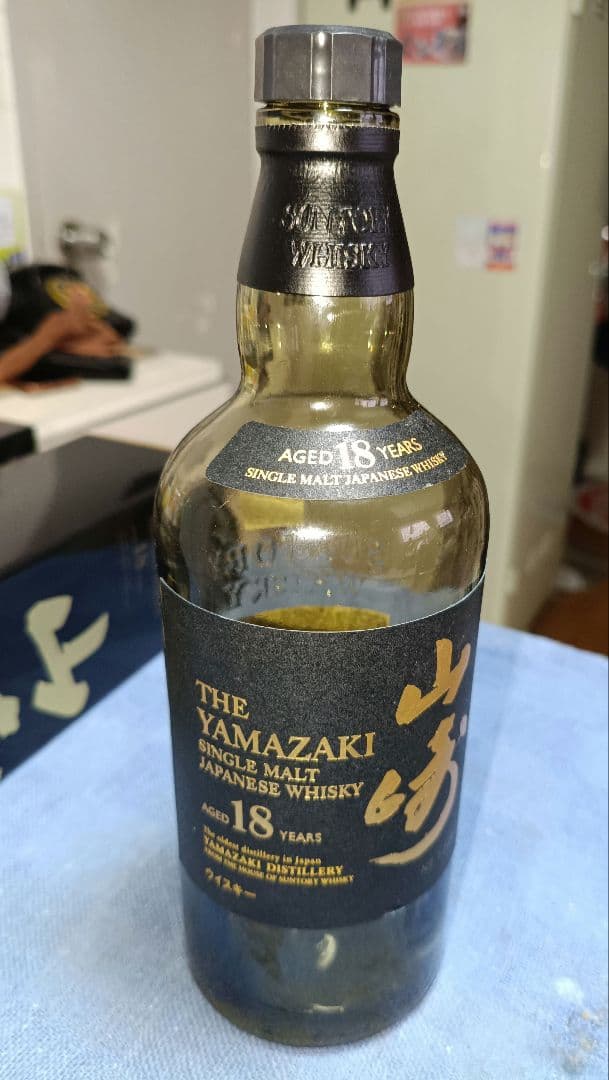 SUNTORY
WHISKY
AGED 18 YEARS
SINGLE MALT JAPANESE WHISKY
山崎
THE
YAMAZAKI
SINGLE MALT
JAPANESE WHISKY
AGED 18 YEARS
The oldest distillery in Japan
YAMAZAKI DISTILLERY
FROM THE HOUSE OF SUNTORY WHISKY
ウイスキー